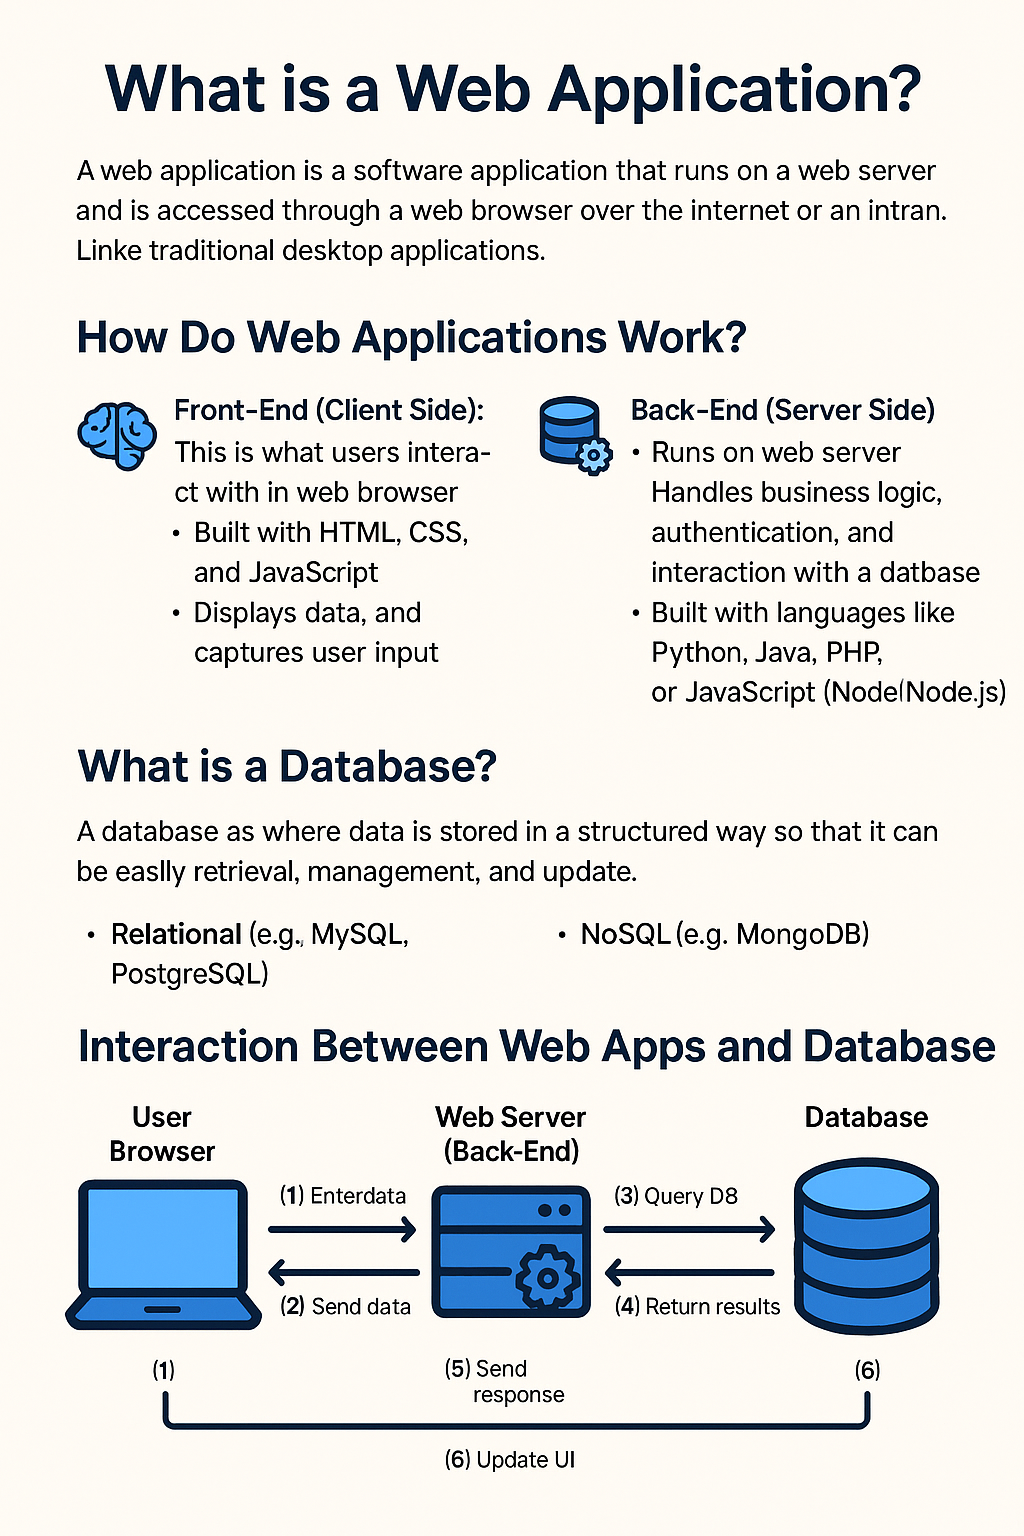 What is a Web Application?
A web application is a software application that runs on a web server
and is accessed through a web browser over the internet or an intran.
Linke traditional desktop applications.
How Do Web Applications Work?
Front-End (Client Side):
This is what users intera-
ct with in web browser
• Built with HTML, CSS,
and JavaScript
• Displays data, and
captures user input
Back-End (Server Side)
• Runs on web server
Handles business logic,
authentication, and
interaction with a datbase
• Built with languages like
Python, Java, PHP,
or JavaScript (Node(Node.js)
What is a Database?
A database as where data is stored in a structured way so that it can
be easlly retrieval, management, and update.
• Relational (e.g., MySQL,
PostgreSQL)
• NoSQL (e.g. MongoDB)
Interaction Between Web Apps and Database
User
Browser
Web Server
(Back-End)
Database
(1) Enterdata
(3) Query D8
(2) Send data
(4) Return results
(1)
(5) Send
response
(6)
(6) Update UI